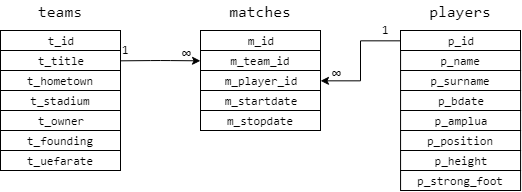 teams
t_id
t_title
t_hometown
t_stadium
t_owner
t_founding
t_uefarate
1
∞
matches
m_id
m_team_id
m_player_id
m_startdate
m_stopdate
∞
1
players
p_id
p_name
p_surname
p_bdate
p_amplua
p_position
p_height
p_strong_foot